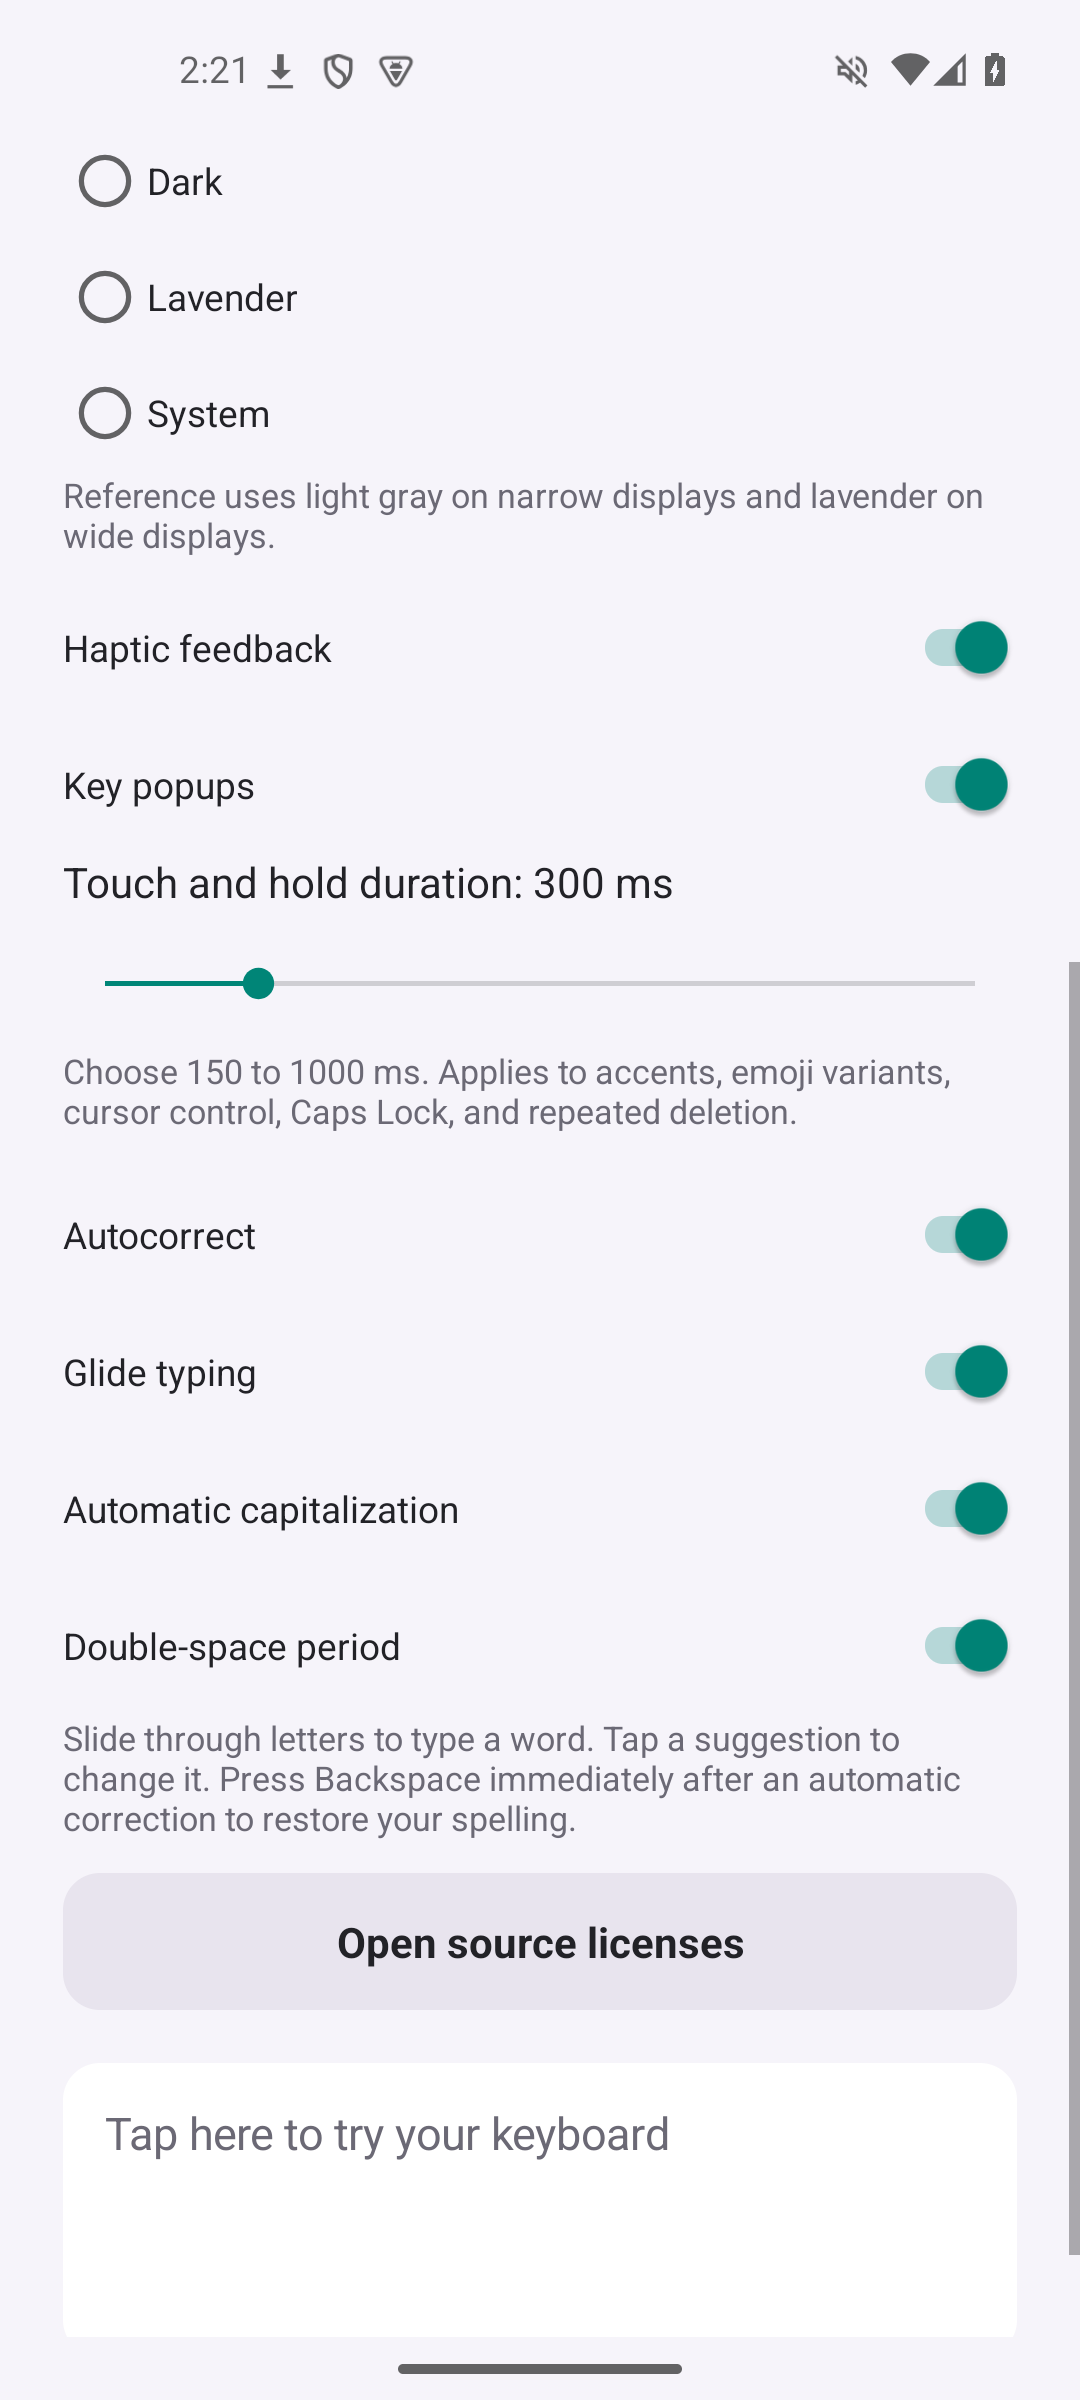 2:21
Dark
Lavender
System
Reference uses light gray on narrow displays and lavender on
wide displays.
Haptic feedback
Key popups
Touch and hold duration: 300 ms
Choose 150 to 1000 ms. Applies to accents, emoji variants,
cursor control, Caps Lock, and repeated deletion.
Autocorrect
Glide typing
Automatic capitalization
Double-space period
Slide through letters to type a word. Tap a suggestion to
change it. Press Backspace immediately after an automatic
correction to restore your spelling.
Open source licenses
Tap here to try your keyboard